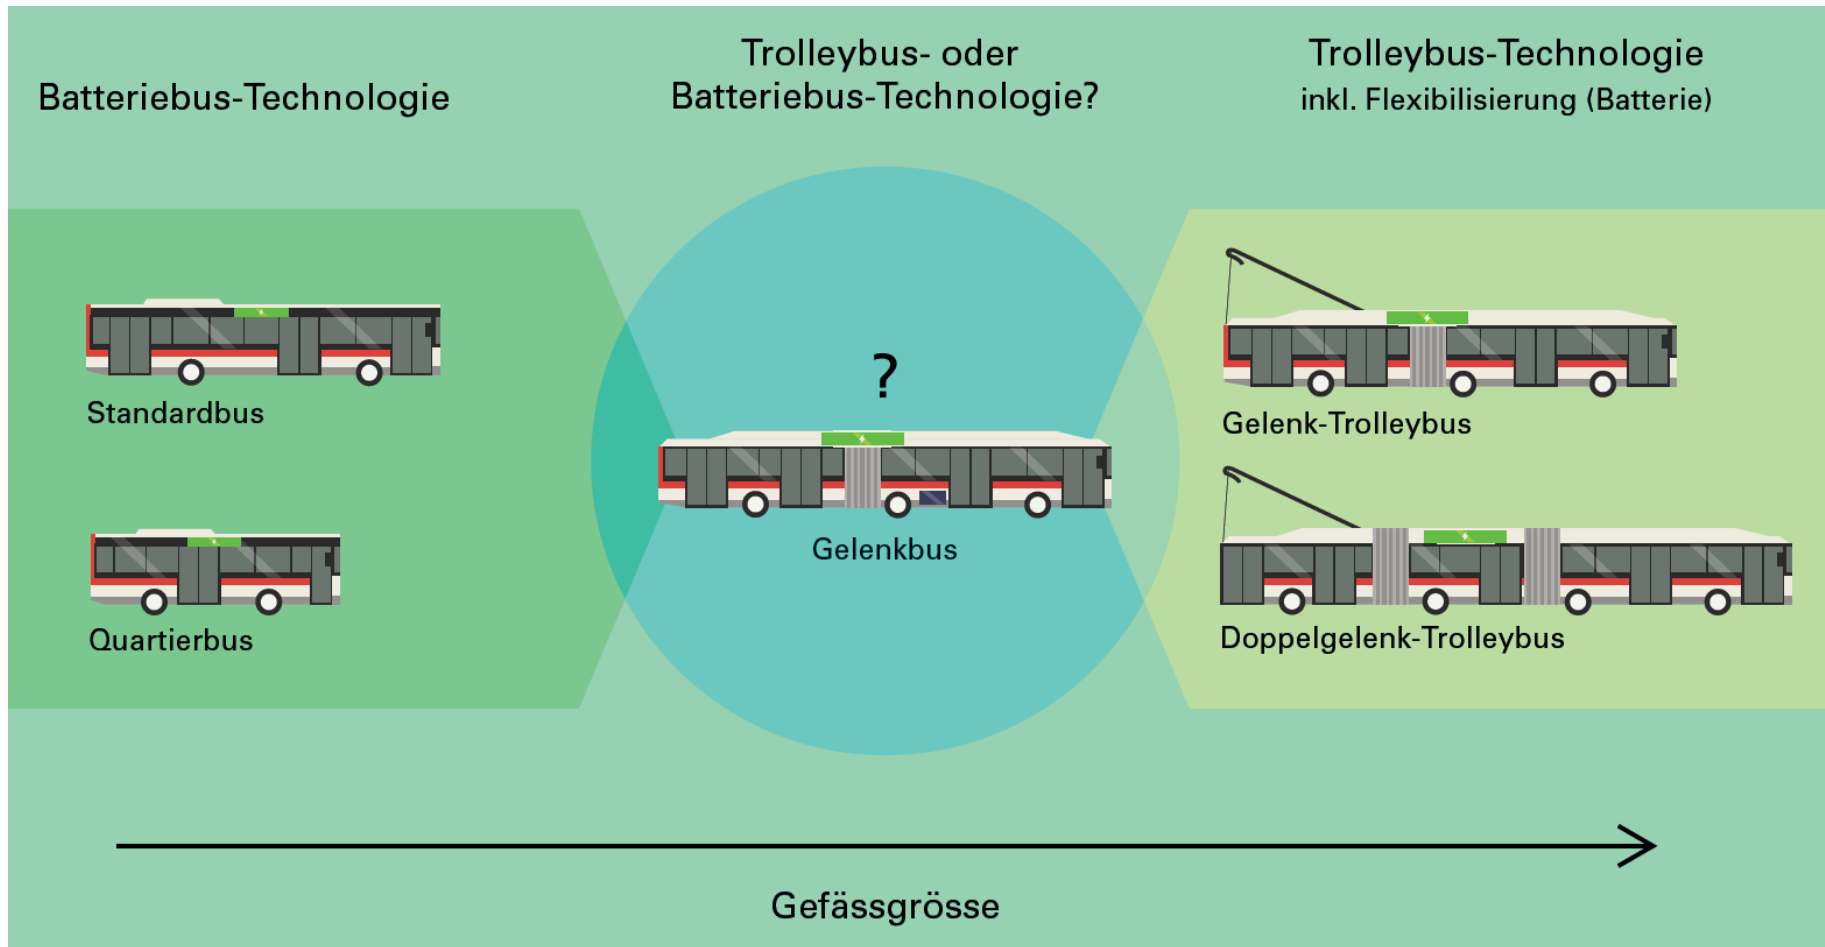 Batteriebus-Technologie
Trolleybus- oder
Batteriebus-Technologie?
Trolleybus-Technologie
inkl. Flexibilisierung (Batterie)
Standardbus
Quartierbus
?
Gelenkbus
Gelenk-Trolleybus
Doppelgelenk-Trolleybus
Gefässgrösse